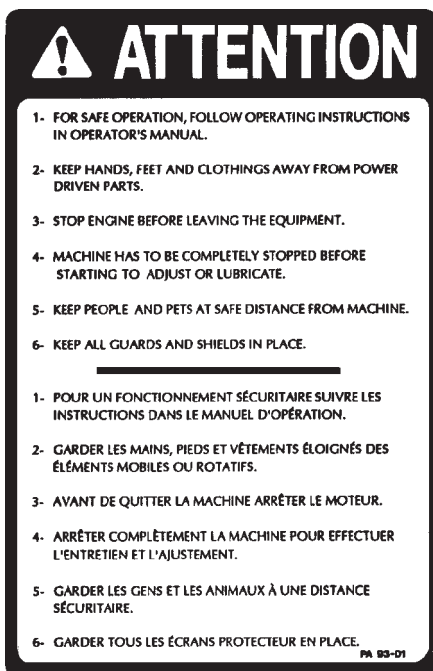 ATTENTION
1- FOR SAFE OPERATION, FOLLOW OPERATING INSTRUCTIONS
IN OPERATOR'S MANUAL.
2- KEEP HANDS, FEET AND CLOTHINGS AWAY FROM POWER
DRIVEN PARTS.
3- STOP ENGINE BEFORE LEAVING THE EQUIPMENT.
4- MACHINE HAS TO BE COMPLETELY STOPPED BEFORE
STARTING TO ADJUST OR LUBRICATE.
5- KEEP PEOPLE AND PETS AT SAFE DISTANCE FROM MACHINE.
6- KEEP ALL GUARDS AND SHIELDS IN PLACE.
1- POUR UN FONCTIONNEMENT SÉCURITAIRE SUIVRE LES
INSTRUCTIONS DANS LE MANUEL D'OPÉRATION.
2- GARDER LES MAINS, PIEDS ET VÊTEMENTS ÉLOIGNÉS DES
ÉLÉMENTS MOBILES OU ROTATIFS.
3- AVANT DE QUITTER LA MACHINE ARRÊTER LE MOTEUR.
4- ARRÊTER COMPLÈTEMENT LA MACHINE POUR EFFECTUER
L'ENTRETIEN ET L'AJUSTEMENT.
5- GARDER LES GENS ET LES ANIMAUX À UNE DISTANCE
SÉCURITAIRE.
6- GARDER TOUS LES ÉCRANS PROTECTEUR EN PLACE.
PA 93-D1